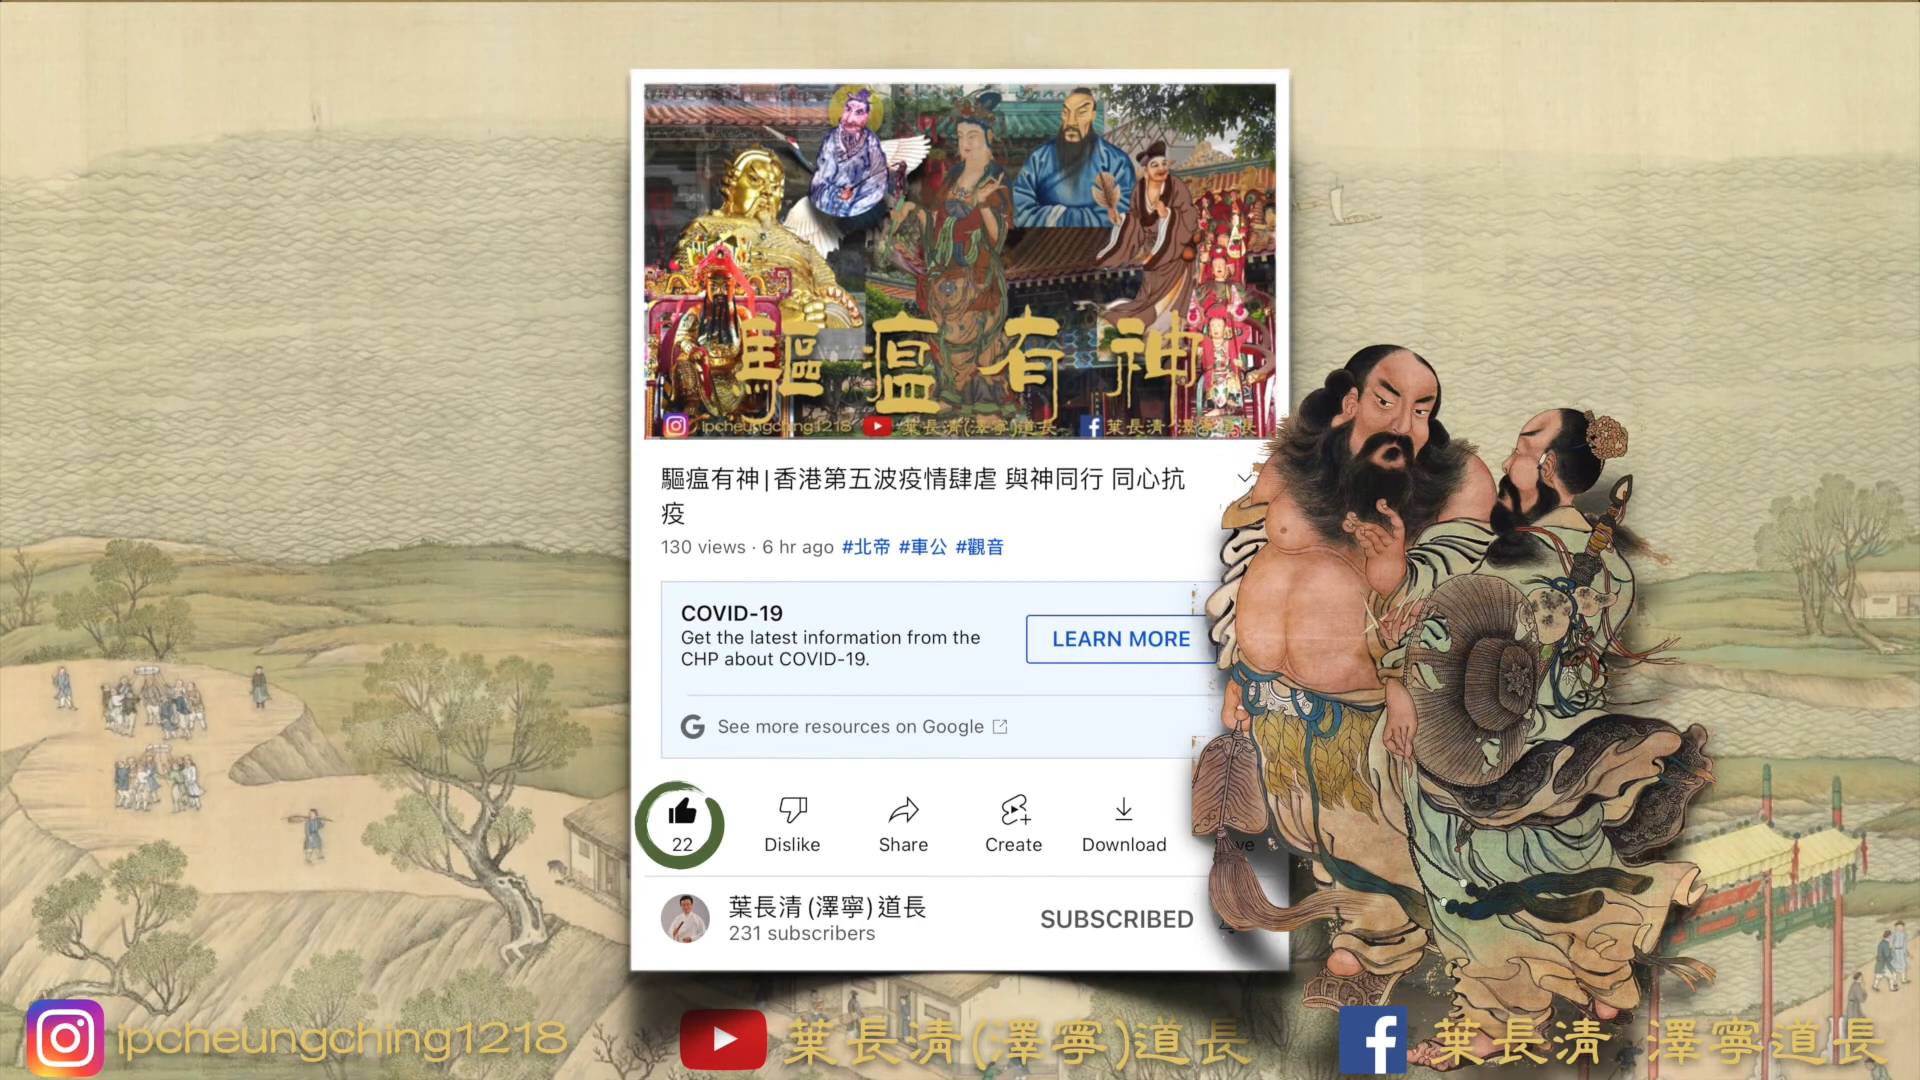 驅瘟有神
ipcheungching1218 葉長清(澤寧)道長 葉長清 澤寧道長
驅瘟有神|香港第五波疫情肆虐 與神同行 同心抗
疫
130 views · 6 hr ago #北帝 #車公 #觀音
COVID-19
Get the latest information from the
CHP about COVID-19.
LEARN MORE
See more resources on Google
22 Dislike Share Create Download
葉長清 (澤寧) 道長
231 subscribers
SUBSCRIBED
ipcheungching1218 葉長清(澤寧)道長 葉長清 澤寧道長